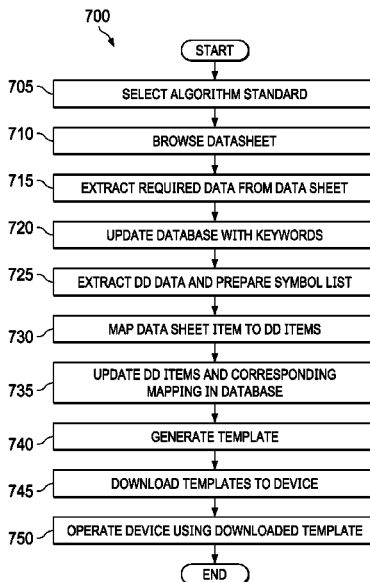 700
START
705
SELECT ALGORITHM STANDARD
710
BROWSE DATASHEET
715
EXTRACT REQUIRED DATA FROM DATA SHEET
720
UPDATE DATABASE WITH KEYWORDS
725
EXTRACT DD DATA AND PREPARE SYMBOL LIST
730
MAP DATA SHEET ITEM TO DD ITEMS
735
UPDATE DD ITEMS AND CORRESPONDING
MAPPING IN DATABASE
740
GENERATE TEMPLATE
745
DOWNLOAD TEMPLATES TO DEVICE
750
OPERATE DEVICE USING DOWNLOADED TEMPLATE
END